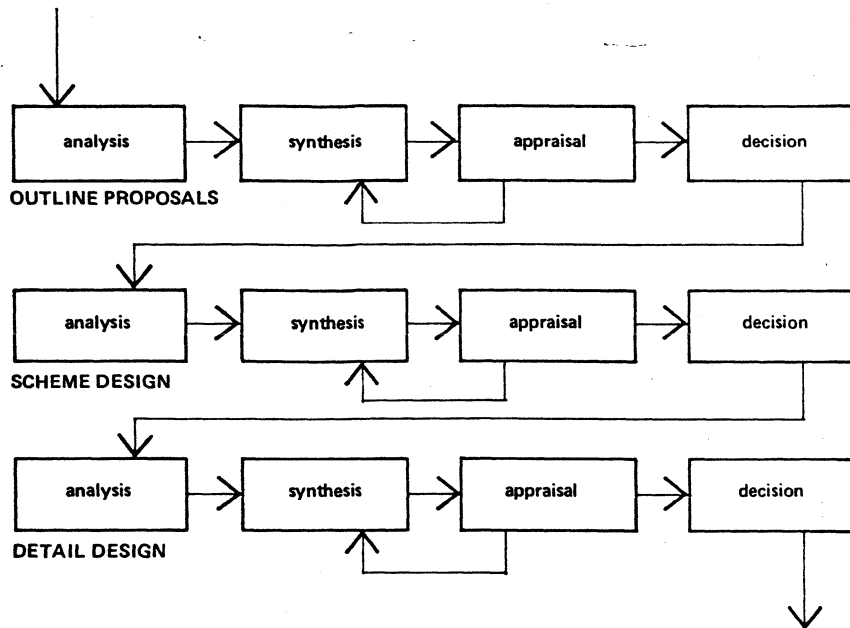 analysis
synthesis
appraisal
decision
OUTLINE PROPOSALS
analysis
synthesis
appraisal
decision
SCHEME DESIGN
analysis
synthesis
appraisal
decision
DETAIL DESIGN